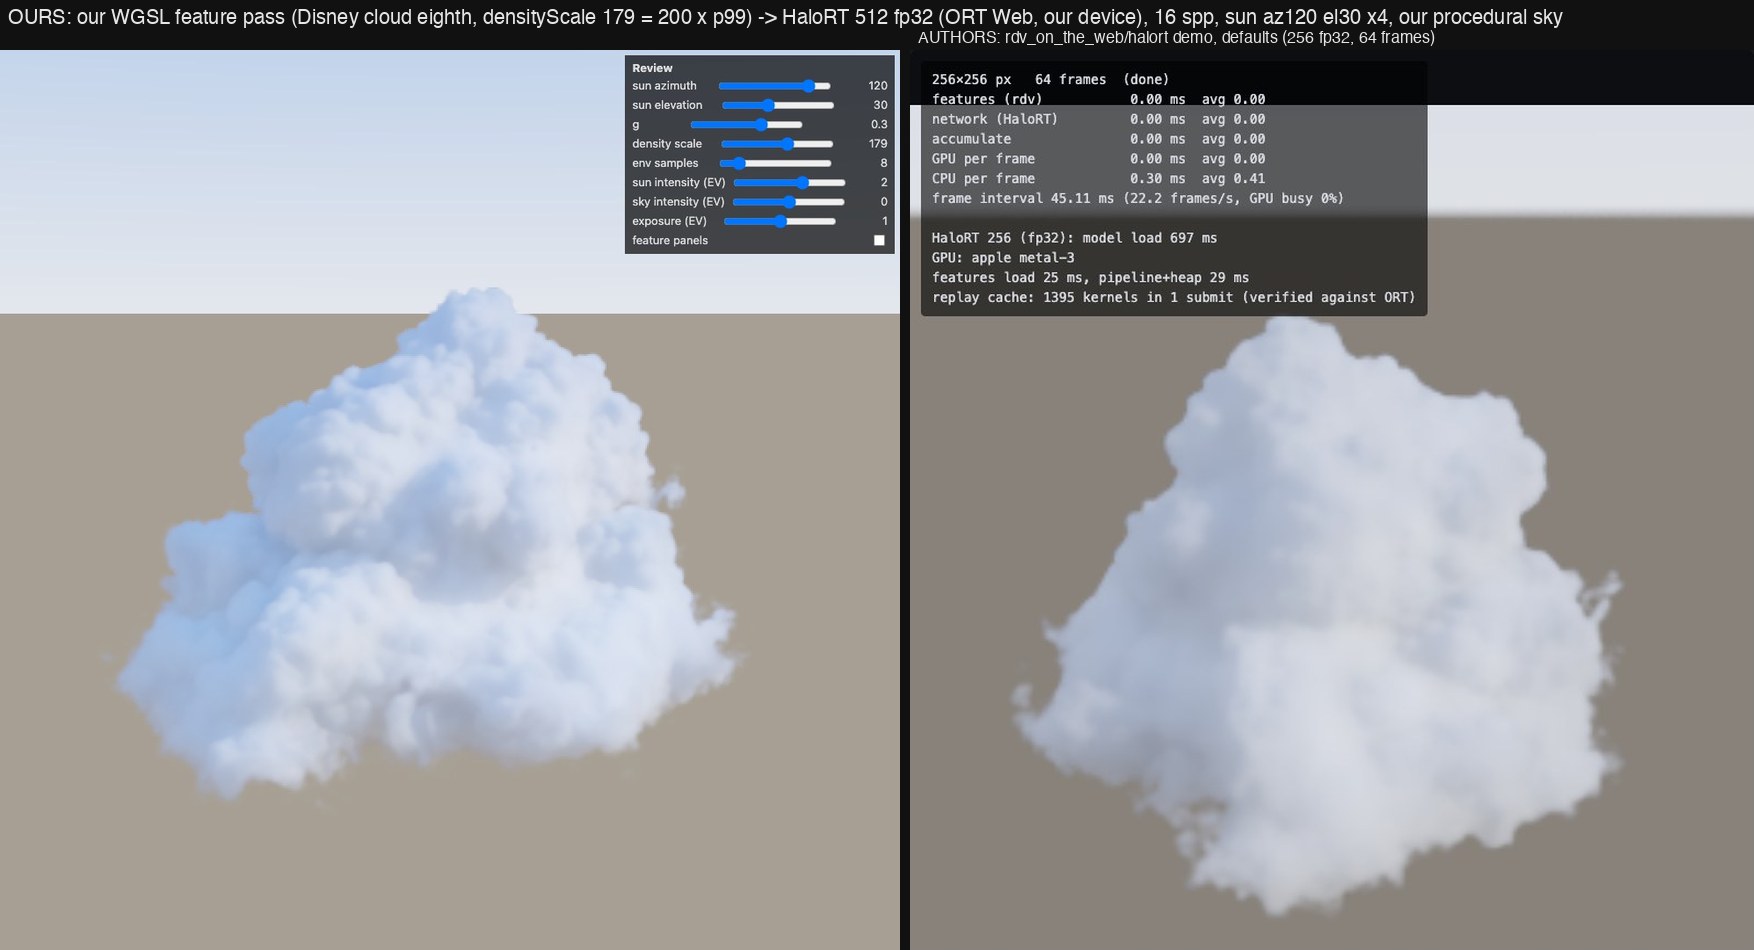 OURS: our WGSL feature pass (Disney cloud eighth, densityScale 179 = 200 x p99) -> HaloRT 512 fp32 (ORT Web, our device), 16 spp, sun az120 el30 x4, our procedural sky
AUTHORS: rdv_on_the_web/halort demo, defaults (256 fp32, 64 frames)
Review
sun azimuth 120
sun elevation 30
g 0.3
density scale 179
env samples 8
sun intensity (EV) 2
sky intensity (EV) 0
exposure (EV) 1
feature panels
256×256 px 64 frames (done)
features (rdv) 0.00 ms avg 0.00
network (HaloRT) 0.00 ms avg 0.00
accumulate 0.00 ms avg 0.00
GPU per frame 0.00 ms avg 0.00
CPU per frame 0.30 ms avg 0.41
frame interval 45.11 ms (22.2 frames/s, GPU busy 0%)
HaloRT 256 (fp32): model load 697 ms
GPU: apple metal-3
features load 25 ms, pipeline+heap 29 ms
replay cache: 1395 kernels in 1 submit (verified against ORT)